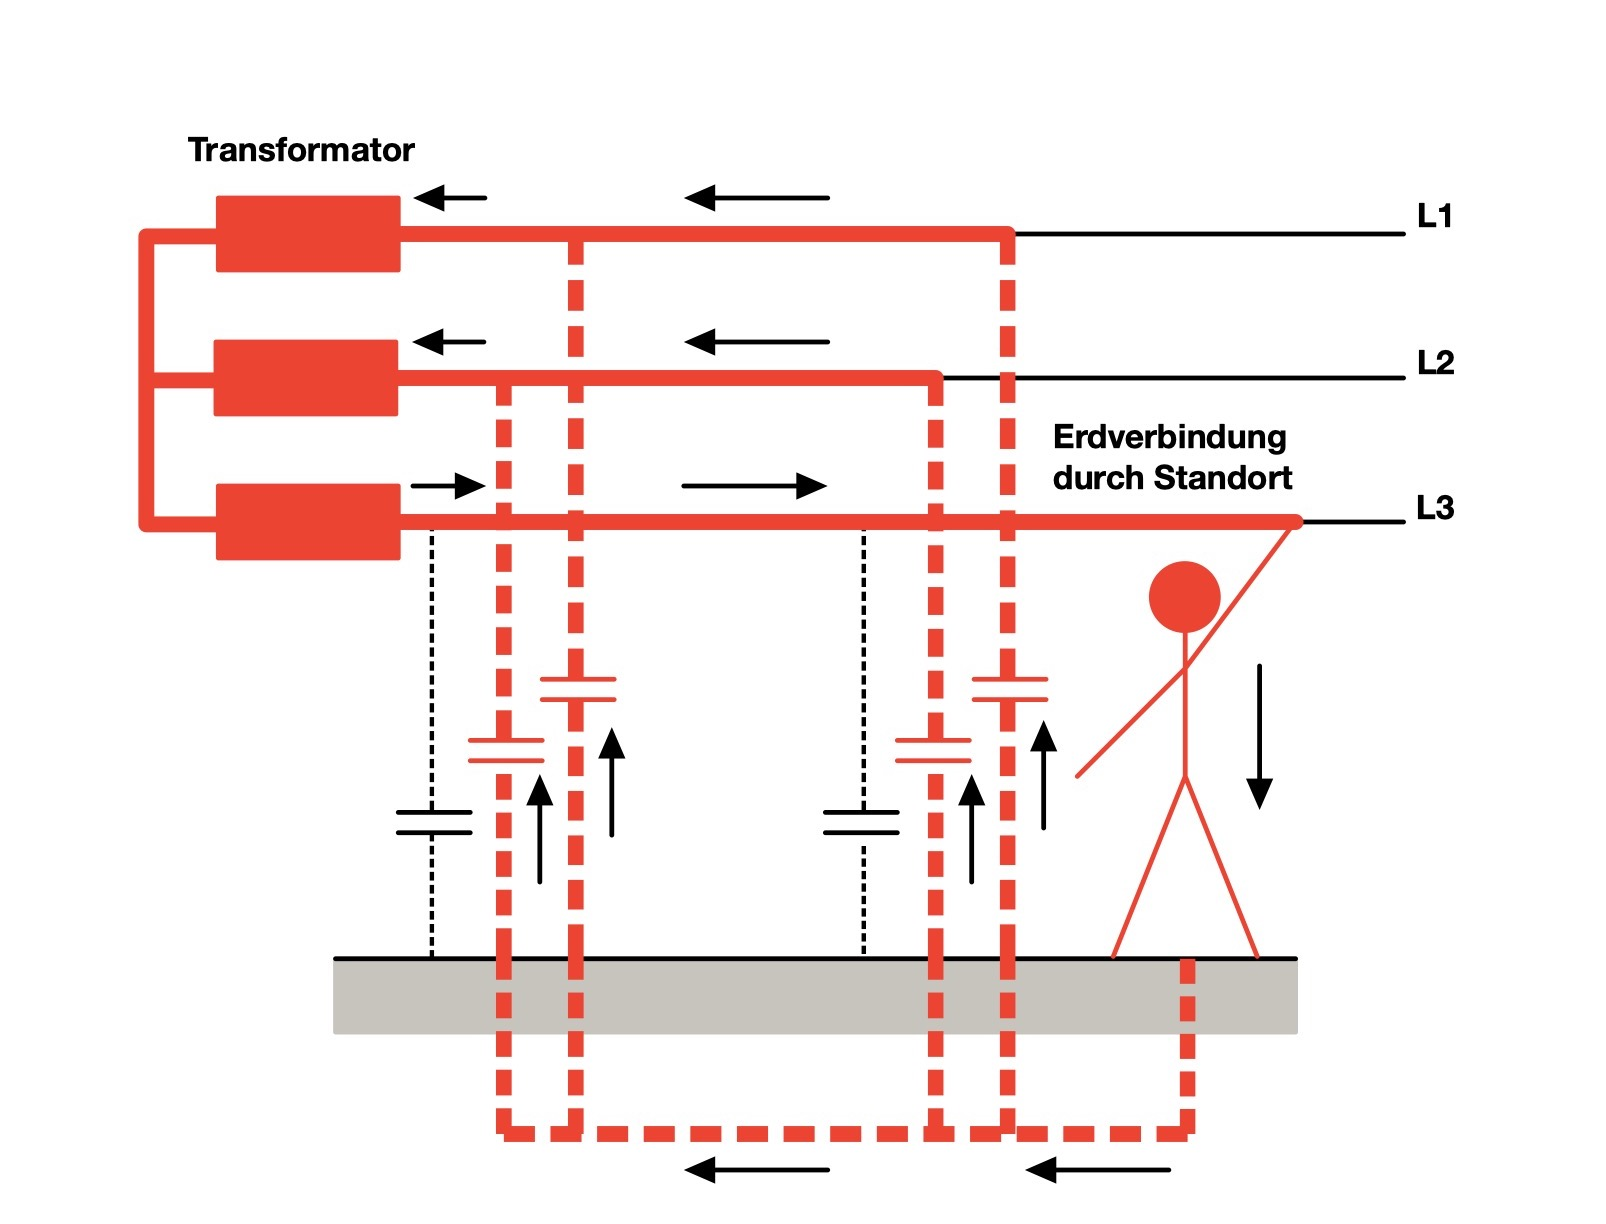 Transformator
L1
L2
Erdverbindung
durch Standort
L3